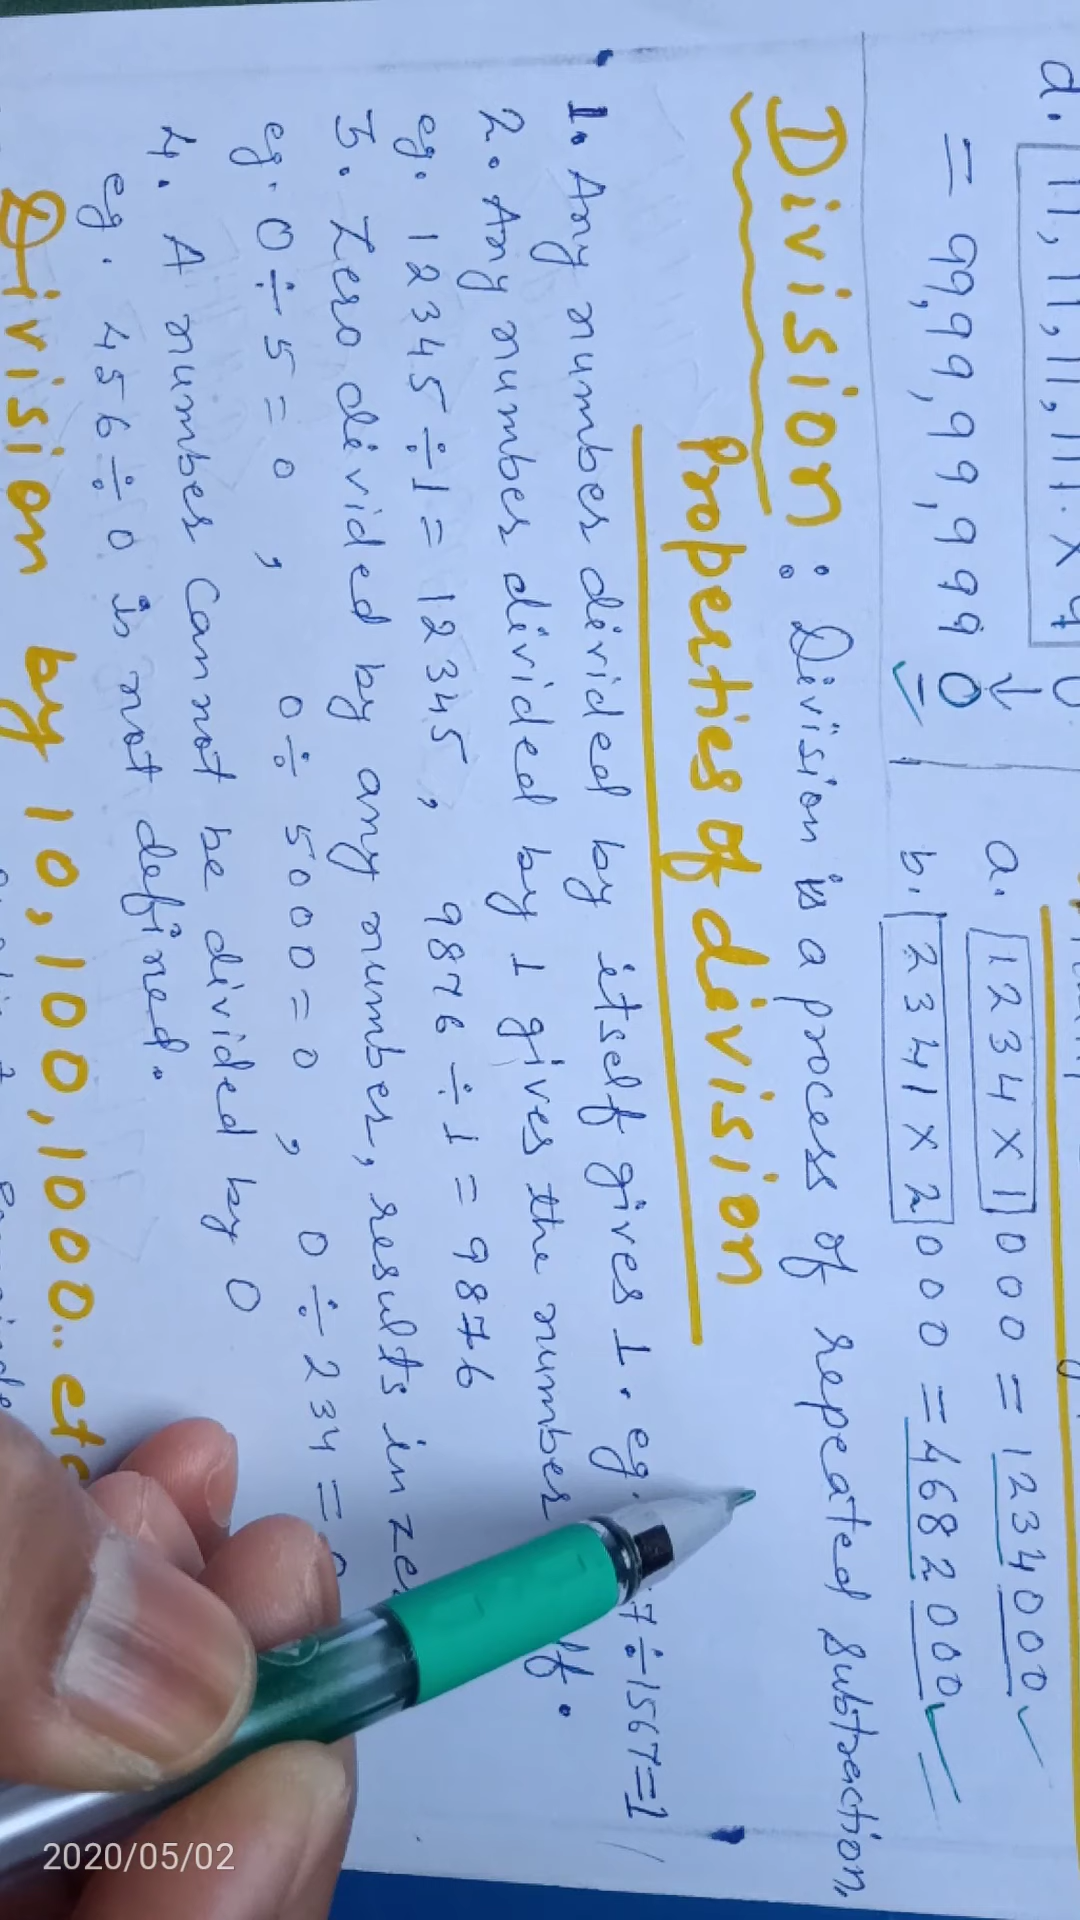 d. 11,11,11,111. × 9
= 99,99,99,999 0
a. 1234 × 1000 = 1234000
b. 2341 × 2000 = 4682000
Division : Division is a process of repeated subtraction.
Properties of division
1. Any number divided by itself gives 1. eg. 7÷1567=1
2. Any number divided by 1 gives the number
eg. 12345÷1=12345, 9876÷1=9876
3. Zero divided by any number, results in
eg. 0÷5=0, 0÷5000=0, 0÷234=
4. A number cannot be divided by 0
eg. 456÷0 is not defined.
Division by 10,100,1000.. etc
2020/05/02